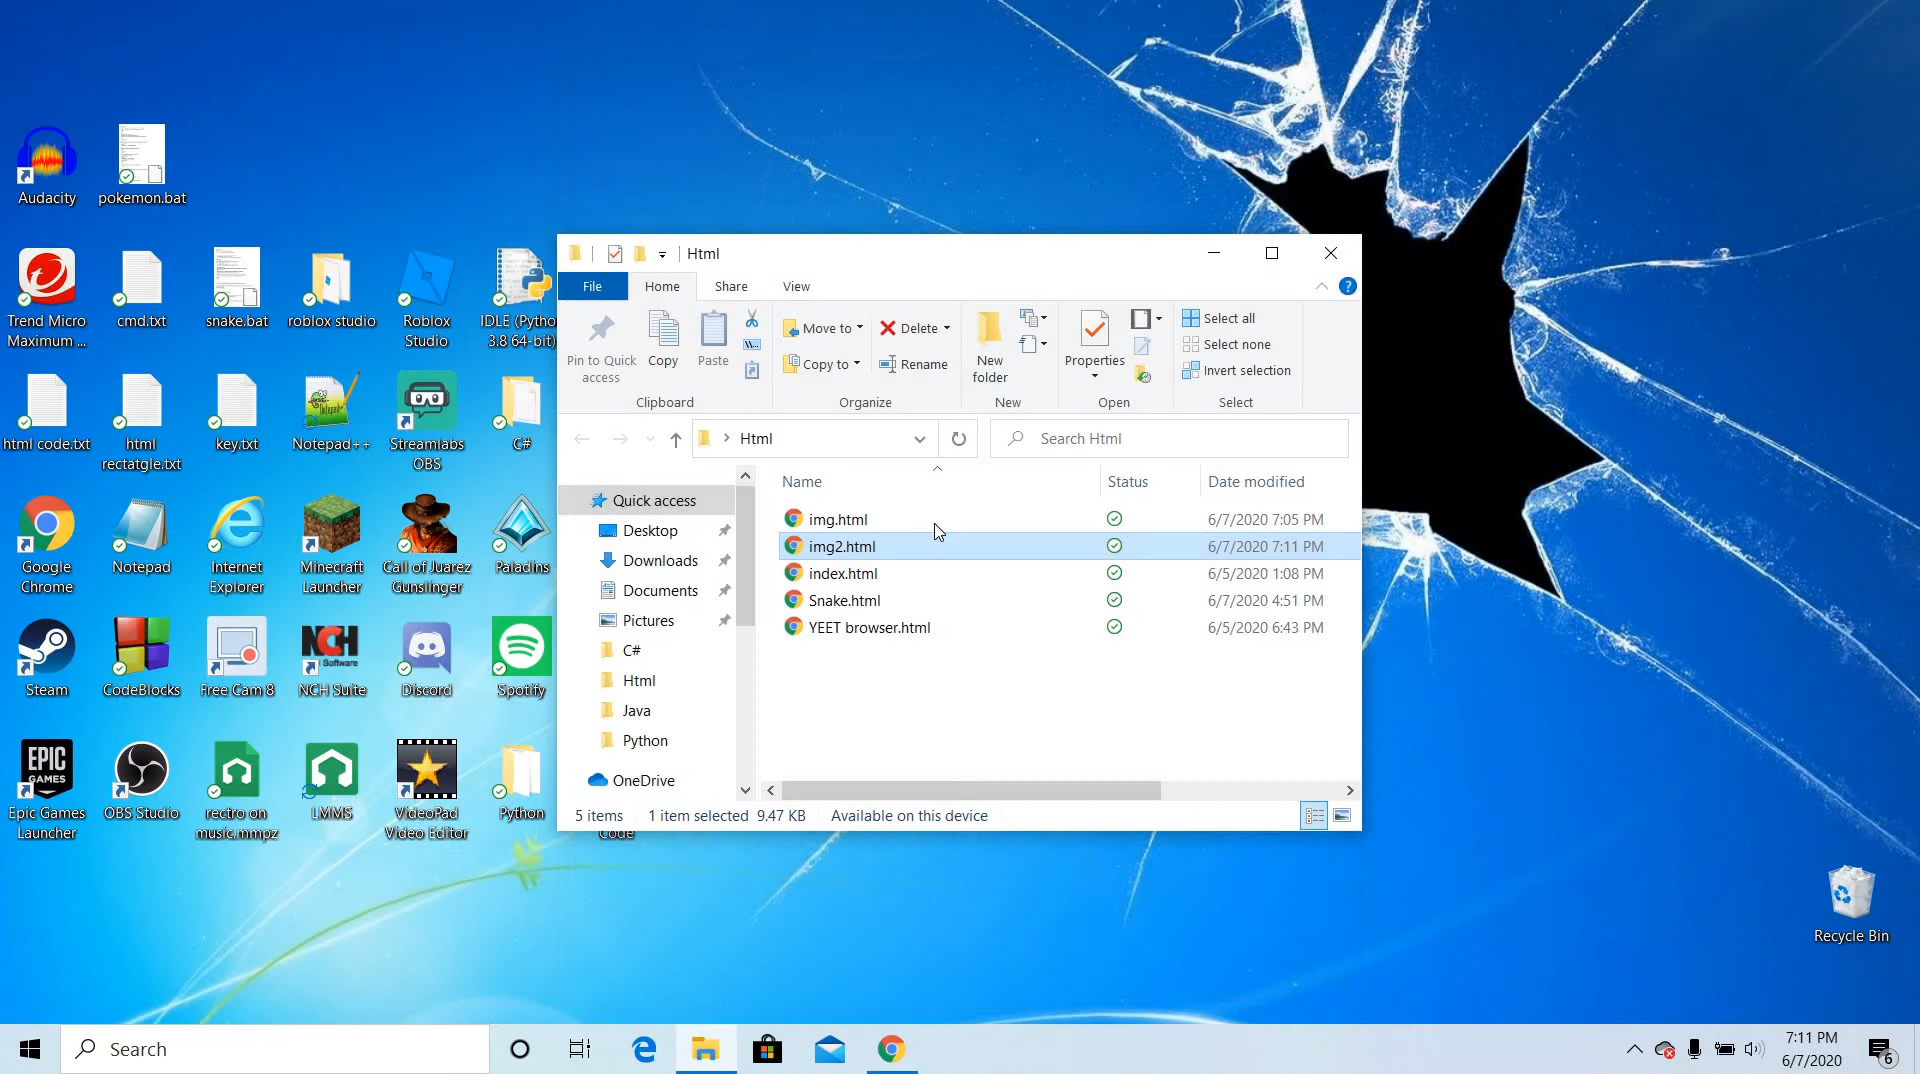 Audacity
pokemon.bat
Trend Micro
Maximum ...
cmd.txt
snake.bat
roblox studio
Roblox
Studio
IDLE (Pytho
3.8 64-bit)
html code.txt
html
rectatgle.txt
key.txt
Notepad++
Streamlabs
OBS
C#
Google
Chrome
Notepad
Internet
Explorer
Minecraft
Launcher
Call of Juarez
Gunslinger
Paladins
Steam
CodeBlocks
Free Cam 8
NCH Software
NCH Suite
Discord
Spotify
EPIC
GAMES
Epic Games
Launcher
OBS Studio
rectro on
music.mmpz
LMMS
VideoPad
Video Editor
Python
Code
Html
File
Home
Share
View
Pin to Quick
access
Copy
Paste
Move to
Copy to
Delete
Rename
New
folder
Properties
Select all
Select none
Invert selection
Clipboard
Organize
New
Open
Select
Html
Search Html
Quick access
Desktop
Downloads
Documents
Pictures
C#
Html
Java
Python
OneDrive
Name Status Date modified
img.html 6/7/2020 7:05 PM
img2.html 6/7/2020 7:11 PM
index.html 6/5/2020 1:08 PM
Snake.html 6/7/2020 4:51 PM
YEET browser.html 6/5/2020 6:43 PM
5 items 1 item selected 9.47 KB Available on this device
Recycle Bin
Search
7:11 PM
6/7/2020
6